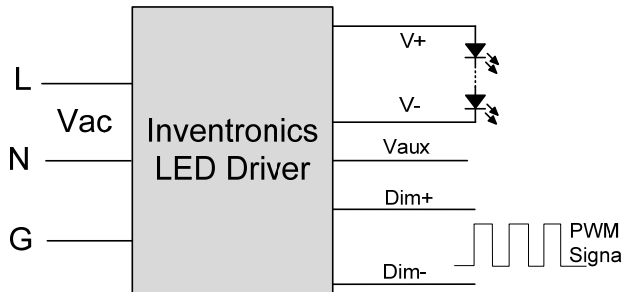 L
Vac
N
G
Inventronics
LED Driver
V+
V-
Vaux
Dim+
Dim-
PWM
Signa